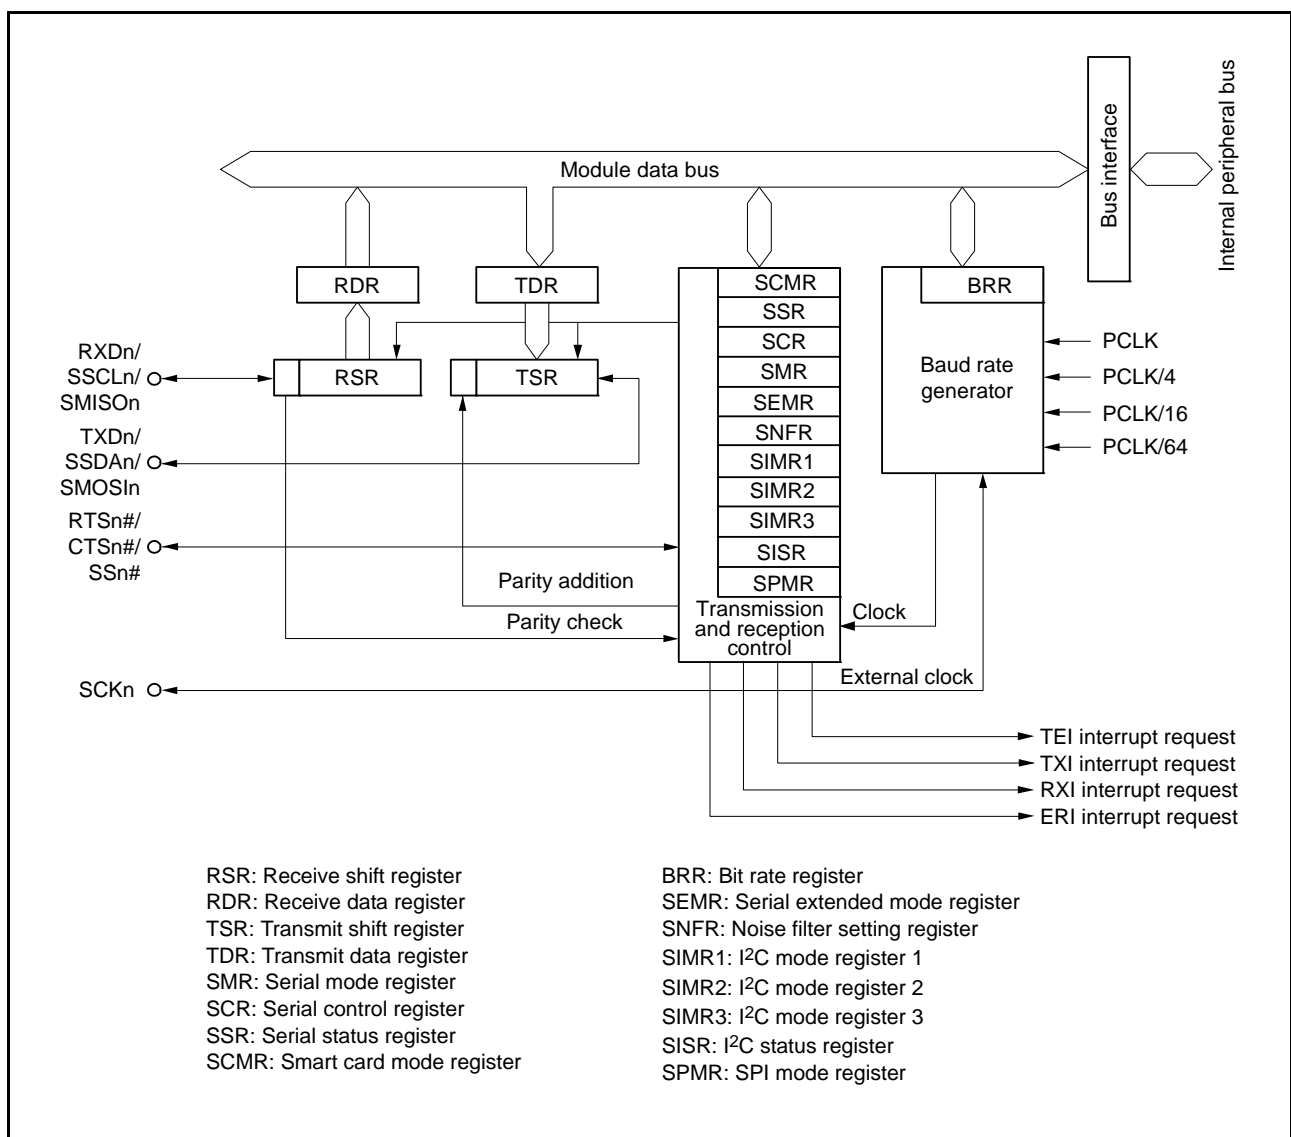 Module data bus
Bus interface
Internal peripheral bus
RDR
TDR
SCMR
BRR
SSR
SCR
SMR
SEMR
SNFR
SIMR1
SIMR2
SIMR3
SISR
SPMR
Transmission
and reception
control
RSR
TSR
Baud rate
generator
PCLK
PCLK/4
PCLK/16
PCLK/64
RXDn/
SSCLn/
SMISOn
TXDn/
SSDAn/
SMOSIn
RTSn#/
CTSn#/
SSn#
Parity addition
Parity check
Clock
SCKn
External clock
TEI interrupt request
TXI interrupt request
RXI interrupt request
ERI interrupt request
RSR: Receive shift register
RDR: Receive data register
TSR: Transmit shift register
TDR: Transmit data register
SMR: Serial mode register
SCR: Serial control register
SSR: Serial status register
SCMR: Smart card mode register
BRR: Bit rate register
SEMR: Serial extended mode register
SNFR: Noise filter setting register
SIMR1: I²C mode register 1
SIMR2: I²C mode register 2
SIMR3: I²C mode register 3
SISR: I²C status register
SPMR: SPI mode register